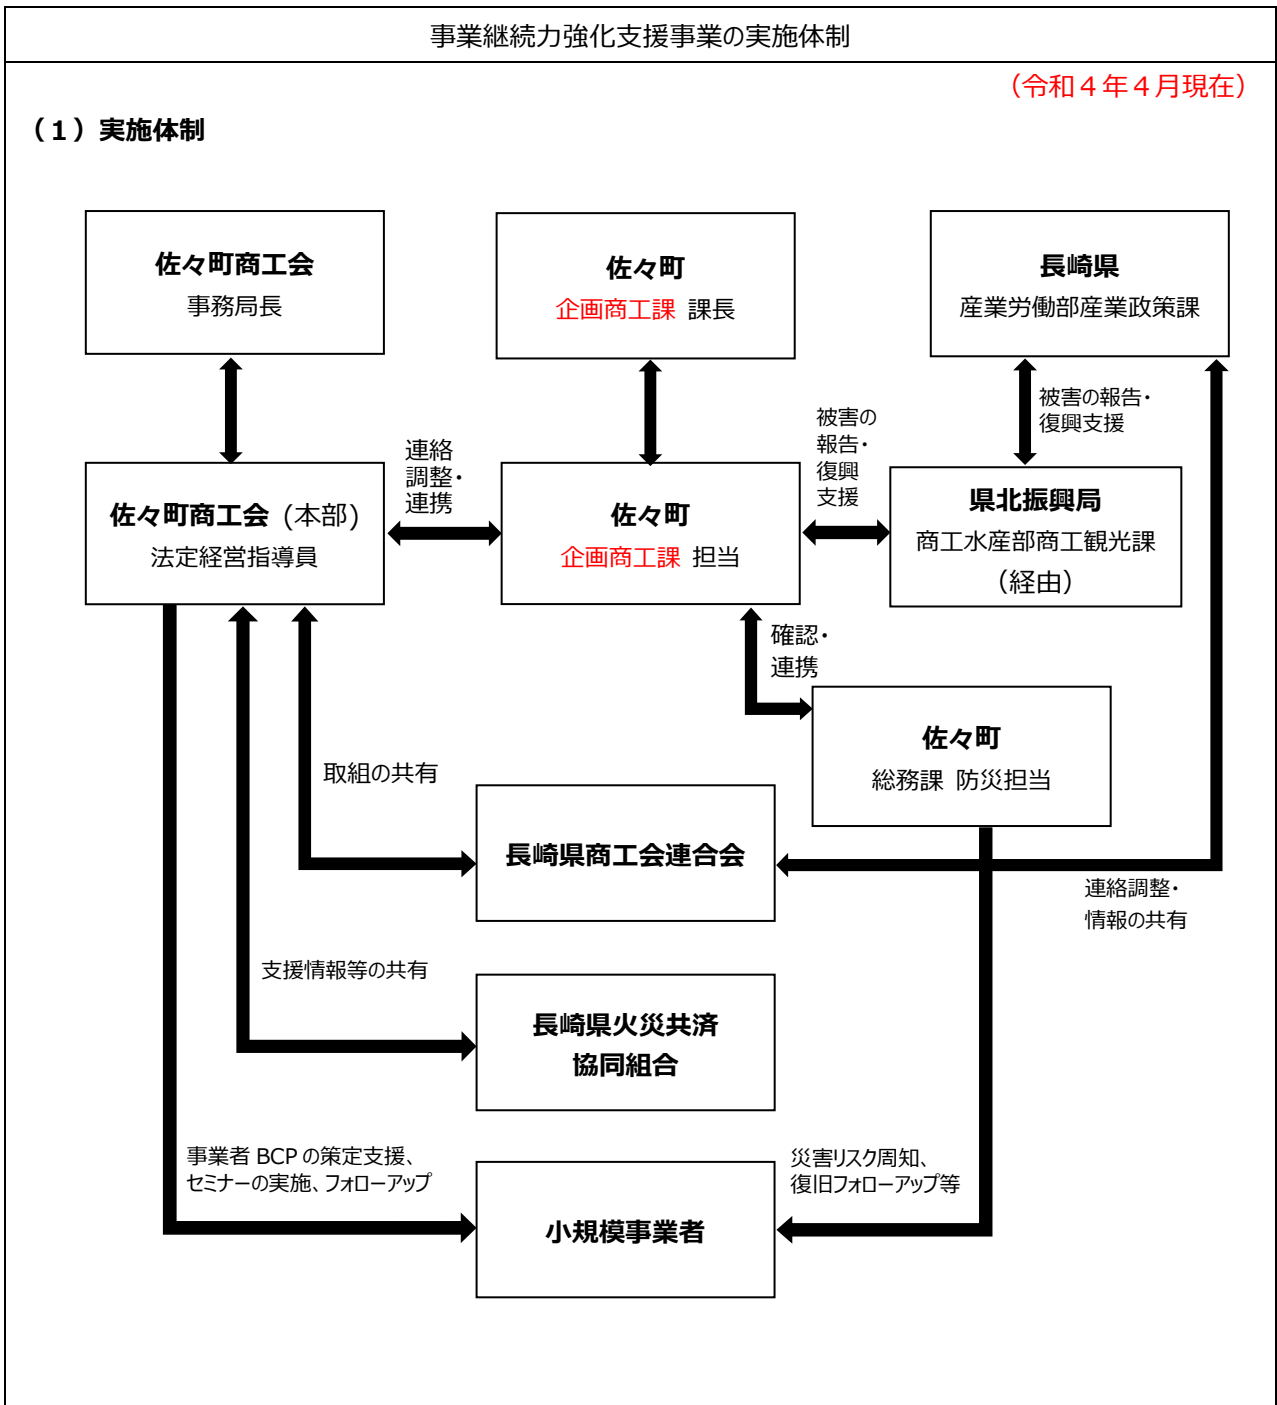 事業継続力強化支援事業の実施体制
（令和４年４月現在）
（１）実施体制
佐々町商工会
事務局長
佐々町
企画商工課 課長
長崎県
産業労働部産業政策課
被害の報告・
復興支援
被害の
報告・
復興
支援
連絡
調整・
連携
佐々町商工会 (本部)
法定経営指導員
佐々町
企画商工課 担当
県北振興局
商工水産部商工観光課
（経由）
確認・
連携
佐々町
総務課 防災担当
取組の共有
長崎県商工会連合会
連絡調整・
情報の共有
支援情報等の共有
長崎県火災共済
協同組合
事業者 BCP の策定支援、
セミナーの実施、フォローアップ
災害リスク周知、
復旧フォローアップ等
小規模事業者